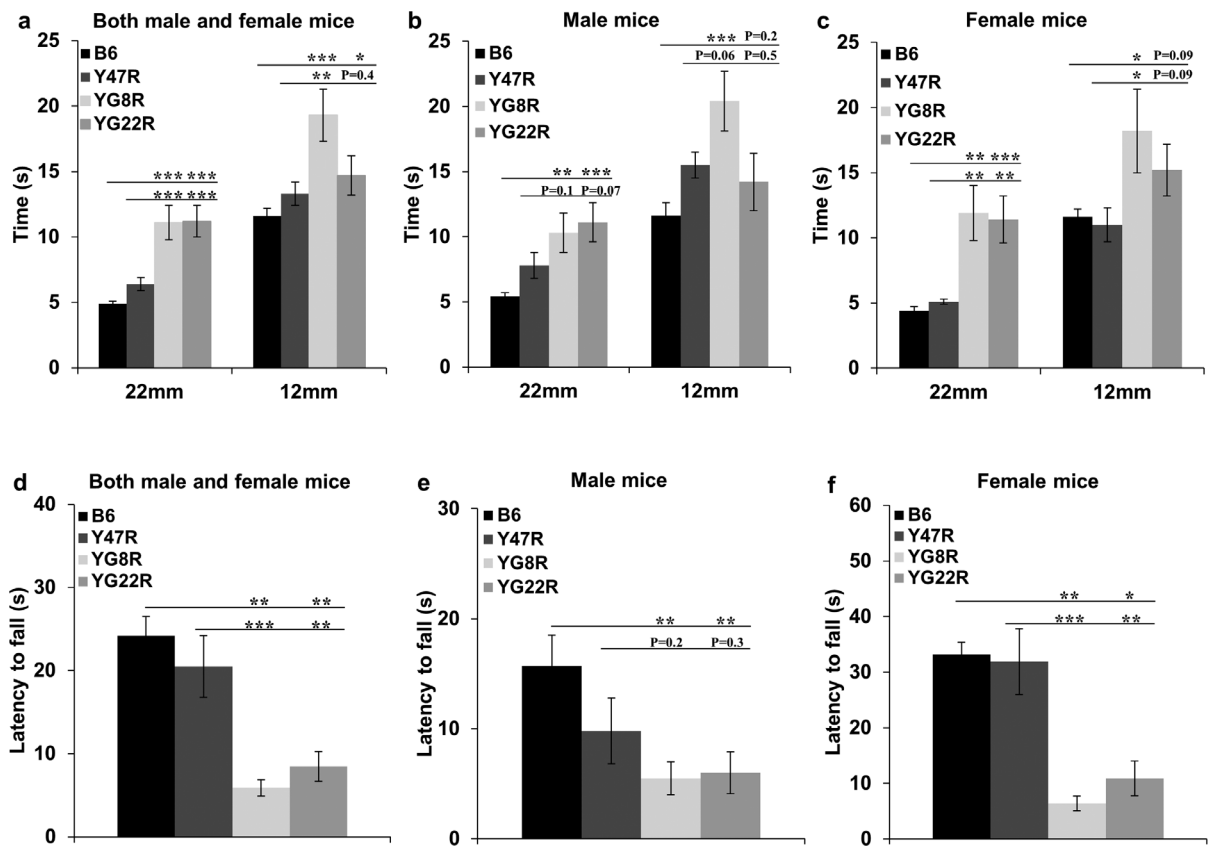 a Both male and female mice
25
20
15
10
5
0
Time (s)
B6
Y47R
YG8R
YG22R
*** *
** P=0.4
*** ***
*** ***
22mm 12mm
b Male mice
25
20
15
10
5
0
Time (s)
B6
Y47R
YG8R
YG22R
*** P=0.2
P=0.06 P=0.5
** ***
P=0.1 P=0.07
22mm 12mm
c Female mice
25
20
15
10
5
0
Time (s)
B6
Y47R
YG8R
YG22R
* P=0.09
* P=0.09
** ***
** **
22mm 12mm
d Both male and female mice
40
30
20
10
0
Latency to fall (s)
B6
Y47R
YG8R
YG22R
** **
*** **
e Male mice
30
20
10
0
Latency to fall (s)
B6
Y47R
YG8R
YG22R
** **
P=0.2 P=0.3
f Female mice
60
50
40
30
20
10
0
Latency to fall (s)
B6
Y47R
YG8R
YG22R
** *
*** **